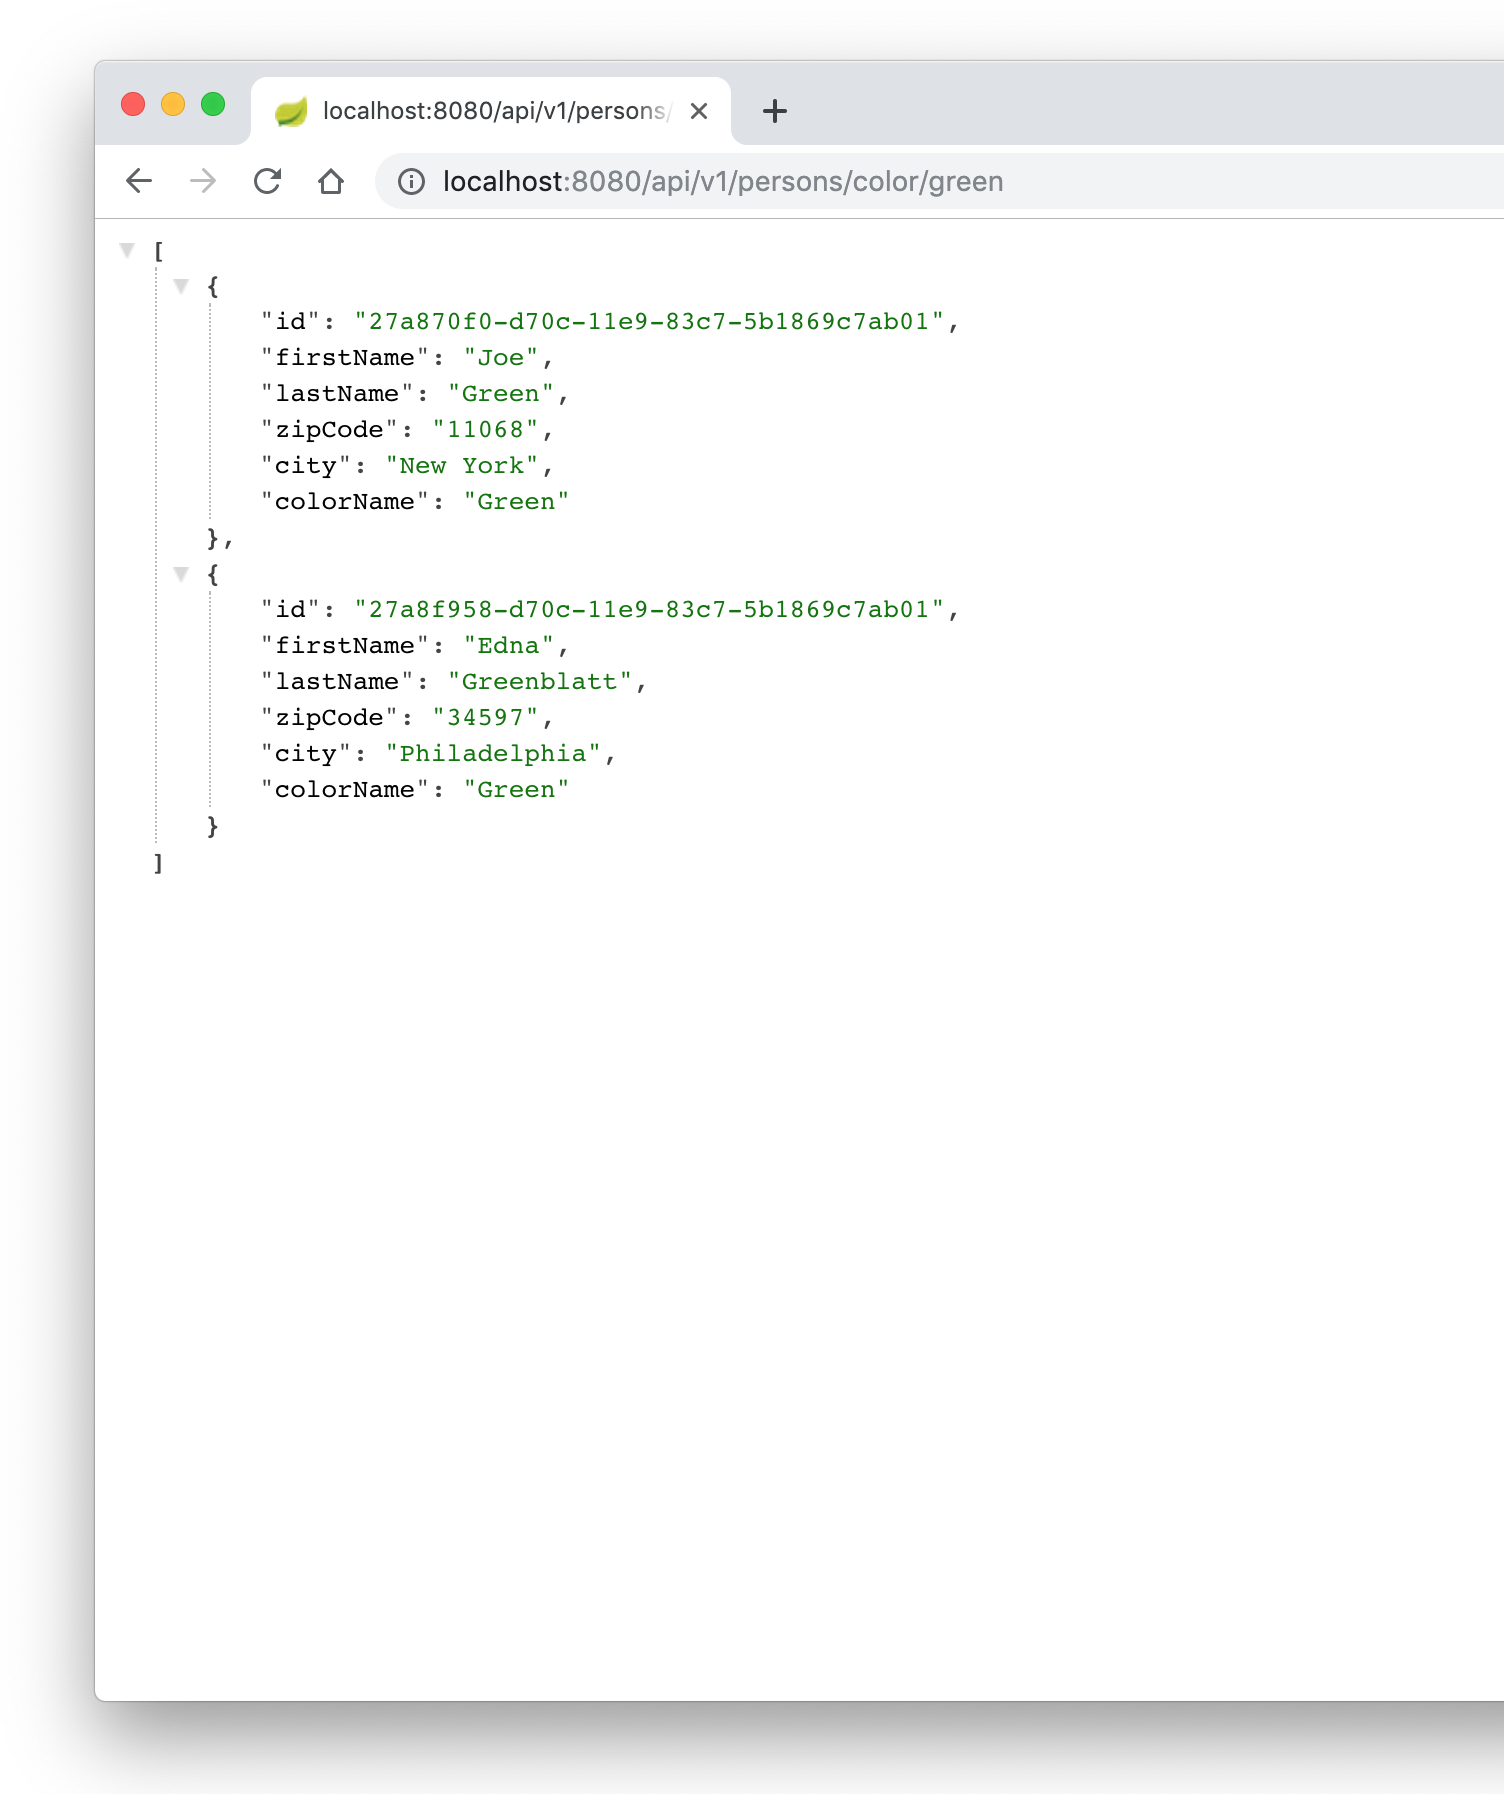 localhost:8080/api/v1/persons/
localhost:8080/api/v1/persons/color/green
[
{
"id": "27a870f0-d70c-11e9-83c7-5b1869c7ab01",
"firstName": "Joe",
"lastName": "Green",
"zipCode": "11068",
"city": "New York",
"colorName": "Green"
},
{
"id": "27a8f958-d70c-11e9-83c7-5b1869c7ab01",
"firstName": "Edna",
"lastName": "Greenblatt",
"zipCode": "34597",
"city": "Philadelphia",
"colorName": "Green"
}
]